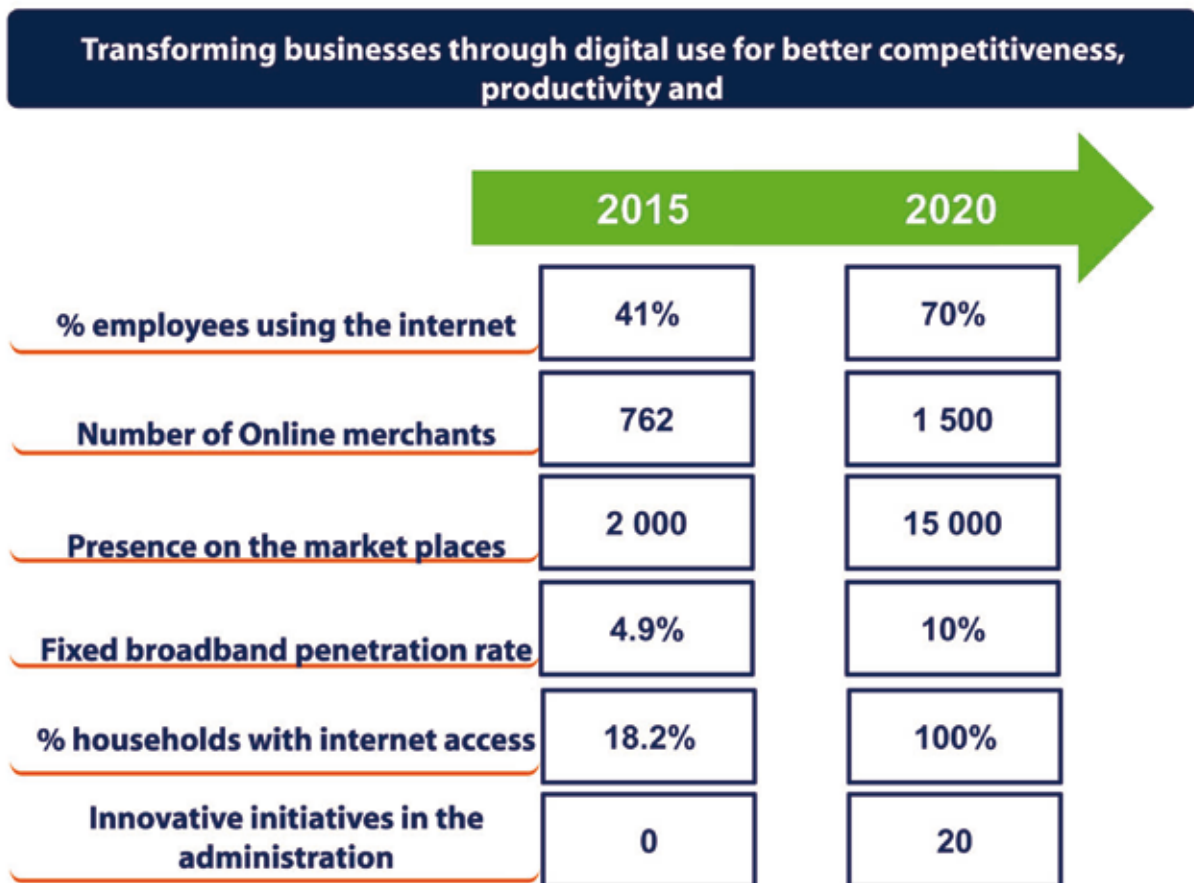 Transforming businesses through digital use for better competitiveness,
productivity and
2015 2020
% employees using the internet 41% 70%
Number of Online merchants 762 1 500
Presence on the market places 2 000 15 000
Fixed broadband penetration rate 4.9% 10%
% households with internet access 18.2% 100%
Innovative initiatives in the
administration 0 20